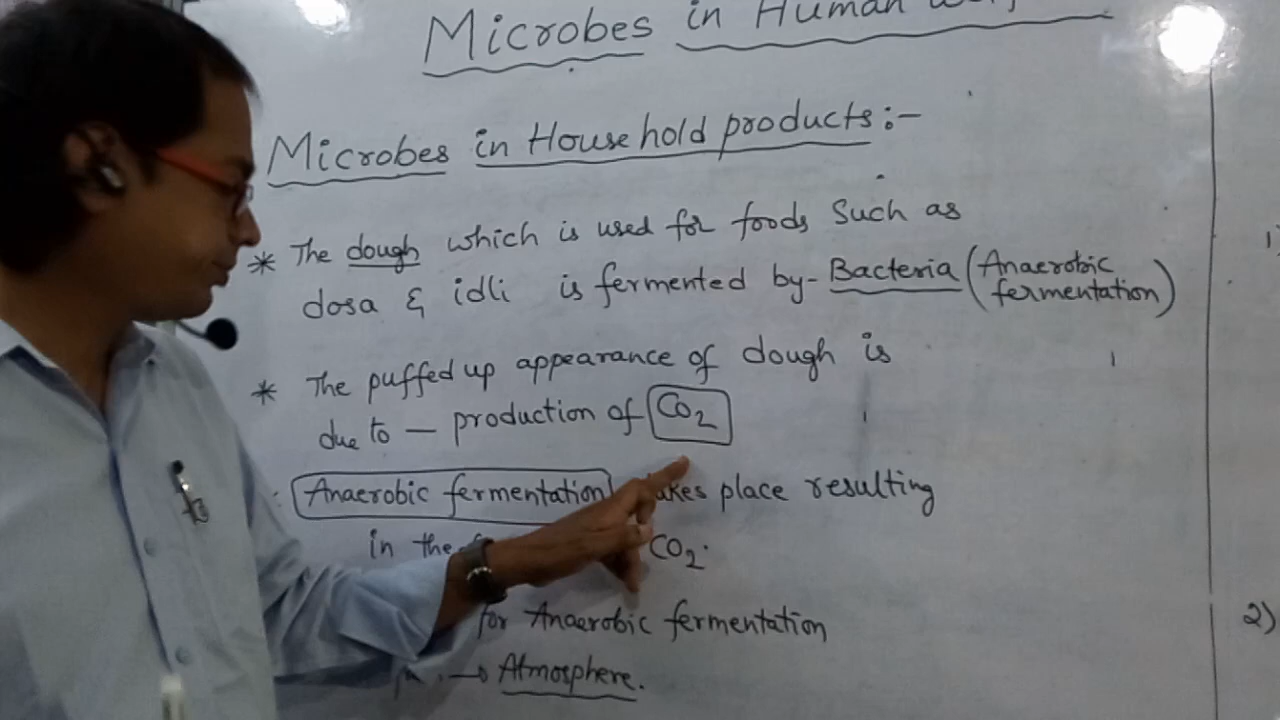 Microbes in Human
Microbes in Household products:-
* The dough which is used for foods Such as
dosa & idli is fermented by- Bacteria (Anaerobic fermentation)
* The puffed up appearance of dough is
due to — production of CO2
Anaerobic fermentation takes place resulting
in the CO2.
for Anaerobic fermentation
→ Atmosphere.
1)
2)